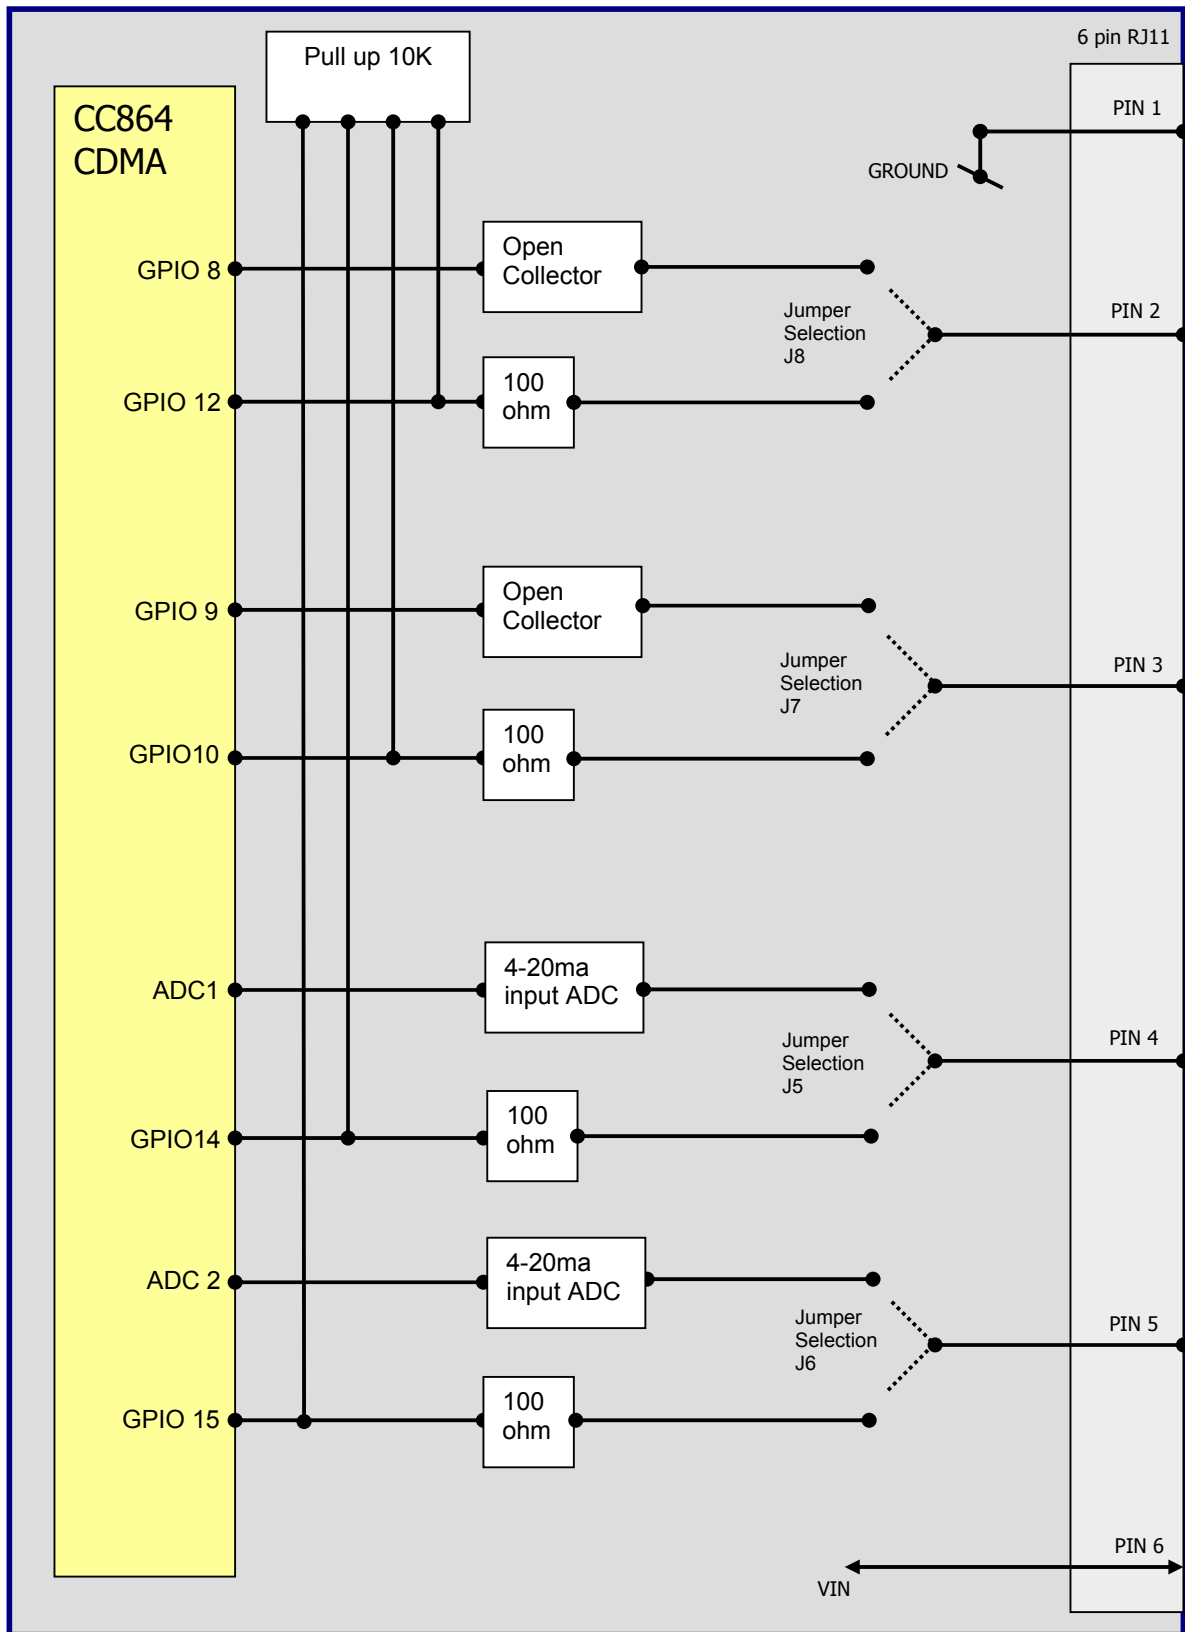 6 pin RJ11
Pull up 10K
CC864
CDMA
PIN 1
GROUND
GPIO 8
Open
Collector
Jumper
Selection
J8
PIN 2
GPIO 12
100
ohm
GPIO 9
Open
Collector
Jumper
Selection
J7
PIN 3
GPIO10
100
ohm
ADC1
4-20ma
input ADC
Jumper
Selection
J5
PIN 4
GPIO14
100
ohm
ADC 2
4-20ma
input ADC
Jumper
Selection
J6
PIN 5
GPIO 15
100
ohm
PIN 6
VIN